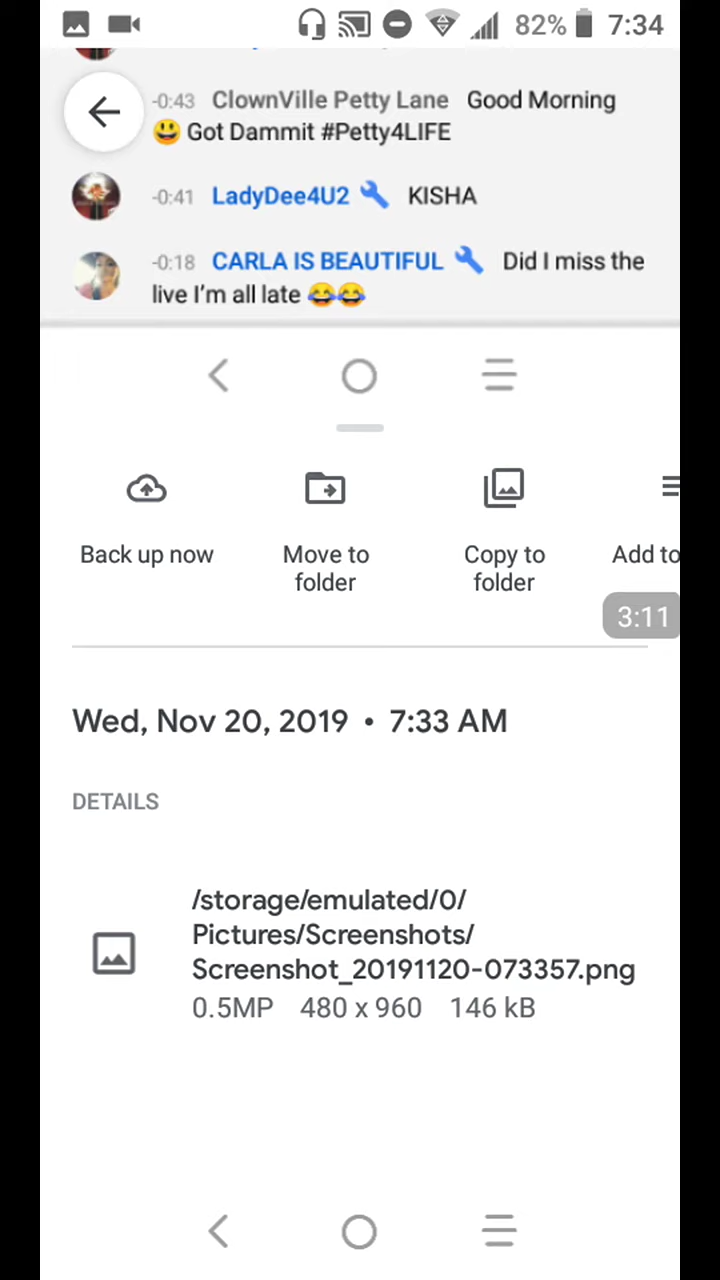 82% 7:34
-0:43 ClownVille Petty Lane Good Morning
😃 Got Dammit #Petty4LIFE
-0:41 LadyDee4U2 🔧 KISHA
-0:18 CARLA IS BEAUTIFUL 🔧 Did I miss the
live I'm all late 😂😂
Back up now
Move to
folder
Copy to
folder
Add to
3:11
Wed, Nov 20, 2019 • 7:33 AM
DETAILS
/storage/emulated/0/
Pictures/Screenshots/
Screenshot_20191120-073357.png
0.5MP 480 x 960 146 kB